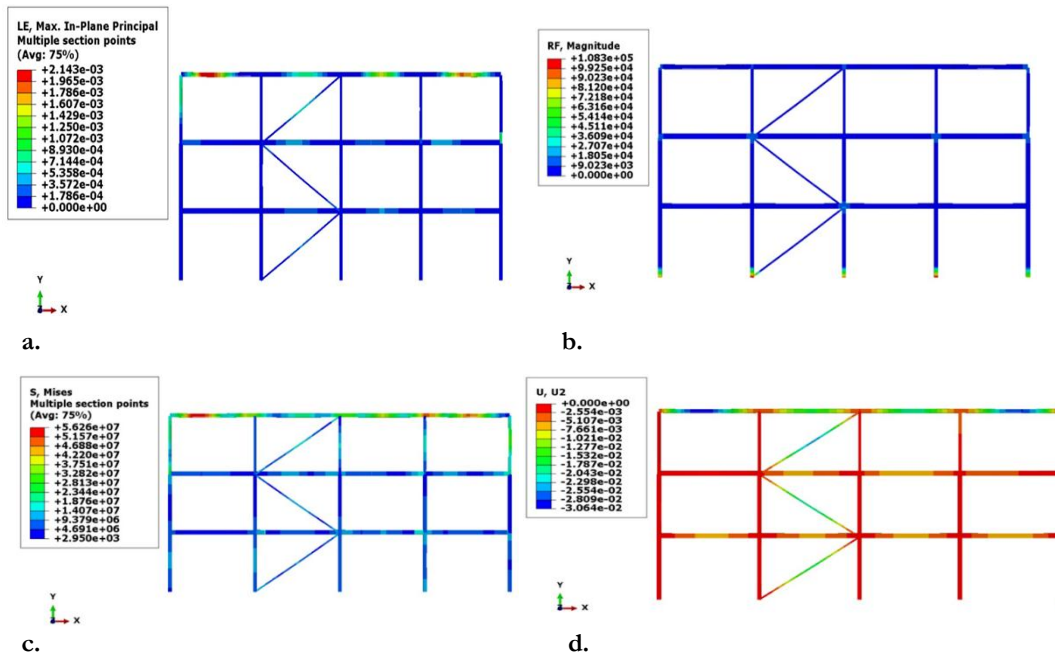 LE, Max. In-Plane Principal
Multiple section points
(Avg: 75%)
+2.143e-03
+1.965e-03
+1.786e-03
+1.607e-03
+1.429e-03
+1.250e-03
+1.072e-03
+8.930e-04
+7.144e-04
+5.358e-04
+3.572e-04
+1.786e-04
+0.000e+00
Y
Z
X
a.
RF, Magnitude
+1.083e+05
+9.925e+04
+9.023e+04
+8.120e+04
+7.218e+04
+6.316e+04
+5.414e+04
+4.511e+04
+3.609e+04
+2.707e+04
+1.805e+04
+9.023e+03
+0.000e+00
Y
Z
X
b.
S, Mises
Multiple section points
(Avg: 75%)
+5.626e+07
+5.157e+07
+4.688e+07
+4.220e+07
+3.751e+07
+3.282e+07
+2.813e+07
+2.344e+07
+1.876e+07
+1.407e+07
+9.379e+06
+4.691e+06
+2.950e+03
Y
Z
X
c.
U, U2
+0.000e+00
-2.554e-03
-5.107e-03
-7.661e-03
-1.021e-02
-1.277e-02
-1.532e-02
-1.787e-02
-2.043e-02
-2.298e-02
-2.554e-02
-2.809e-02
-3.064e-02
Y
Z
X
d.